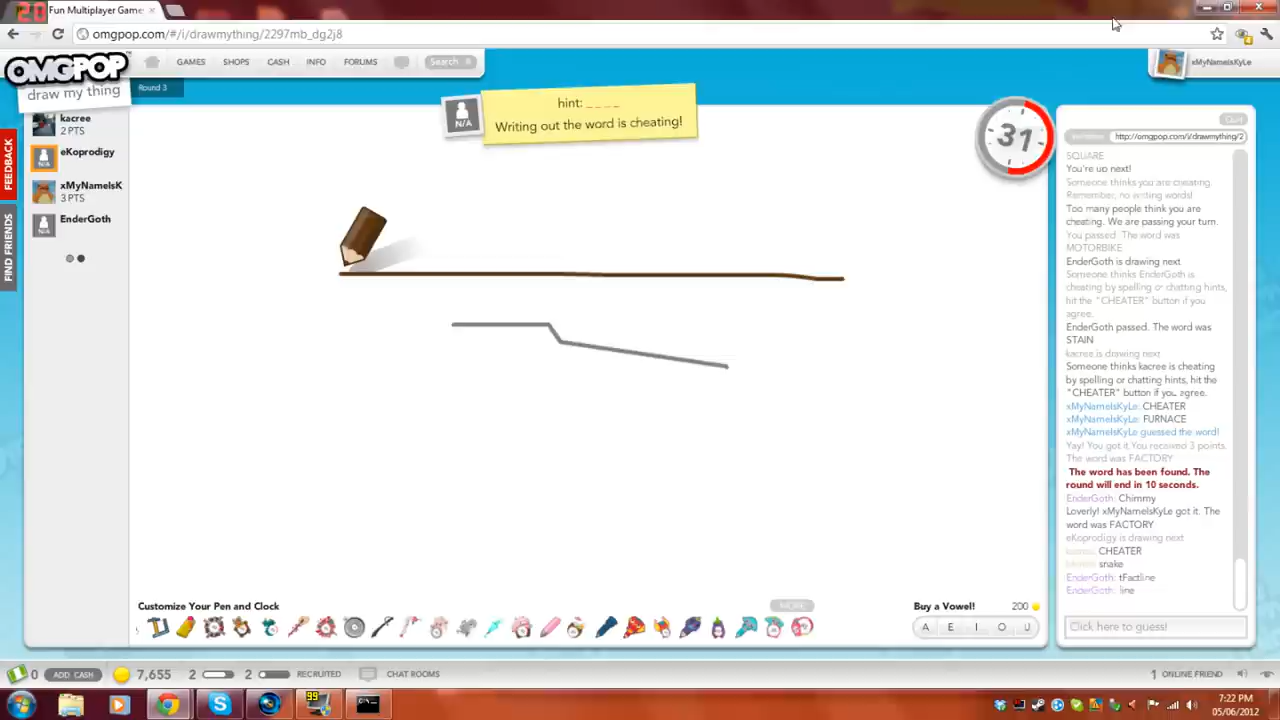 20
Fun Multiplayer Game
omgpop.com/#/i/drawmything/2297mb_dg2j8
OMGPOP
GAMES SHOPS CASH INFO FORUMS Search
xMyNameIsKyLe
draw my thing
Round 3
hint: _ _ _ _
Writing out the word is cheating!
N/A
31
kacree
2 PTS
eKoprodigy
N/A
xMyNameIsK
3 PTS
EnderGoth
N/A
FEEDBACK
FIND FRIENDS
Quit
http://omgpop.com/i/drawmything/2
SQUARE
You're up next!
Someone thinks you are cheating.
Remember, no writing words!
Too many people think you are
cheating. We are passing your turn.
You passed. The word was
MOTORBIKE
EnderGoth is drawing next
Someone thinks EnderGoth is
cheating by spelling or chatting hints,
hit the "CHEATER" button if you
agree.
EnderGoth passed. The word was
STAIN
kacree is drawing next
Someone thinks kacree is cheating
by spelling or chatting hints, hit the
"CHEATER" button if you agree.
xMyNameIsKyLe: CHEATER
xMyNameIsKyLe: FURNACE
xMyNameIsKyLe guessed the word!
Yay! You got it.You received 3 points.
The word was FACTORY
The word has been found. The
round will end in 10 seconds.
EnderGoth: Chimmy
Loverly! xMyNameIsKyLe got it. The
word was FACTORY
eKoprodigy is drawing next
CHEATER
snake
EnderGoth: tFactline
EnderGoth: line
Click here to guess!
Customize Your Pen and Clock
MORE
Buy a Vowel! 200
A E I O U
0 ADD CASH 7,655 2 2 RECRUITED CHAT ROOMS
1 ONLINE FRIEND
99
7:22 PM
05/06/2012